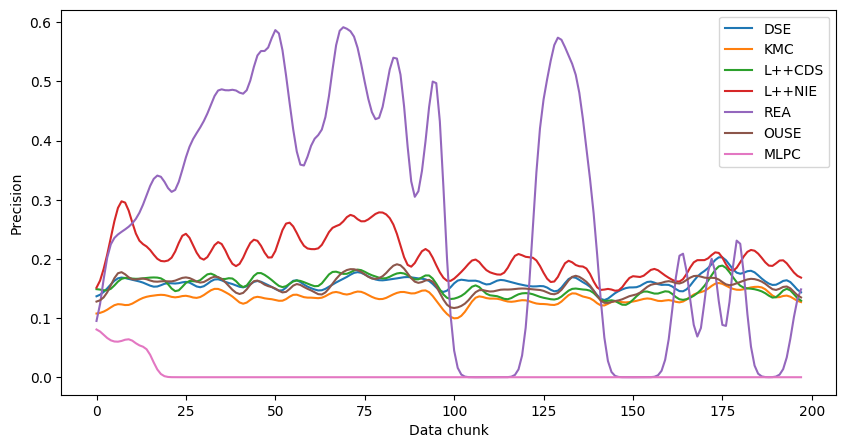 0.6
0.5
0.4
0.3
0.2
0.1
0.0
Precision
0
25
50
75
100
125
150
175
200
Data chunk
DSE
KMC
L++CDS
L++NIE
REA
OUSE
MLPC